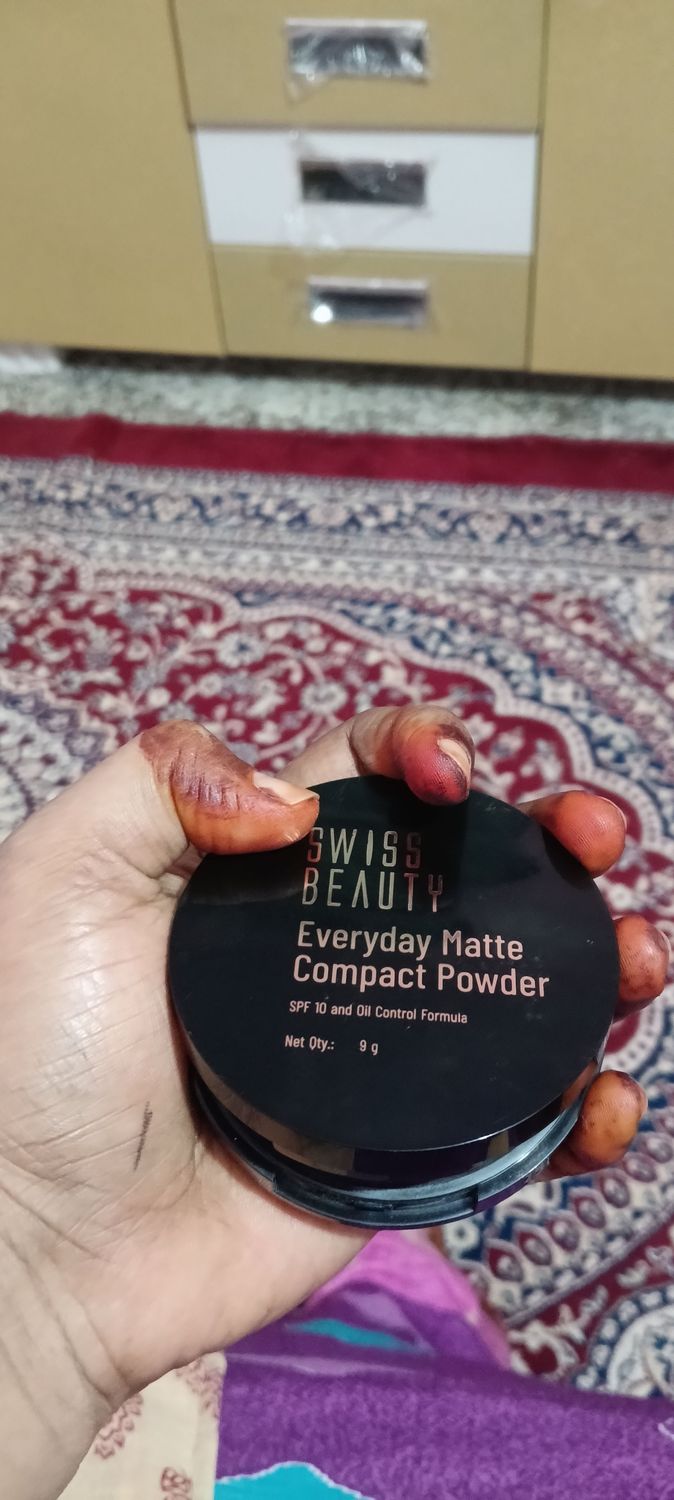 SWISS
BEAUTY
Everyday Matte
Compact Powder
SPF 10 and Oil Control Formula
Net Qty.: 9 g